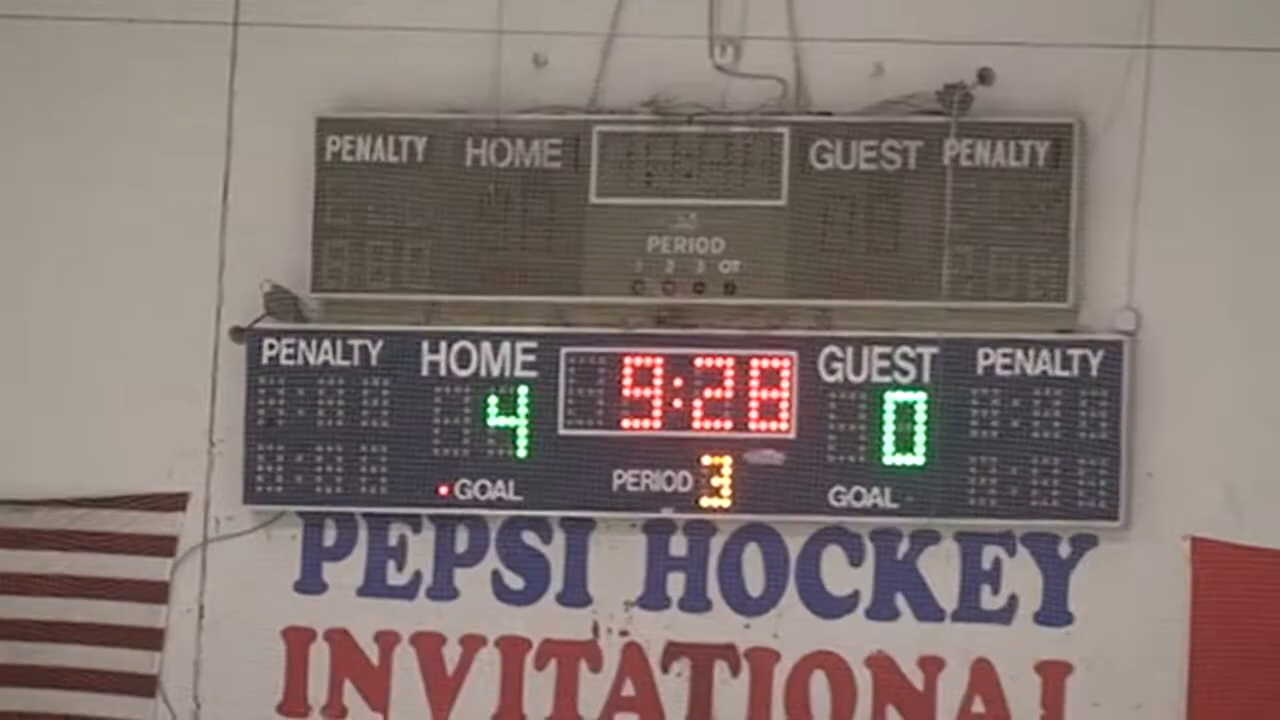 PENALTY HOME GUEST PENALTY
PERIOD
1 2 3 OT
PENALTY HOME 9:28 GUEST PENALTY
4 0
GOAL PERIOD 3 GOAL
PEPSI HOCKEY
INVITATIONAL